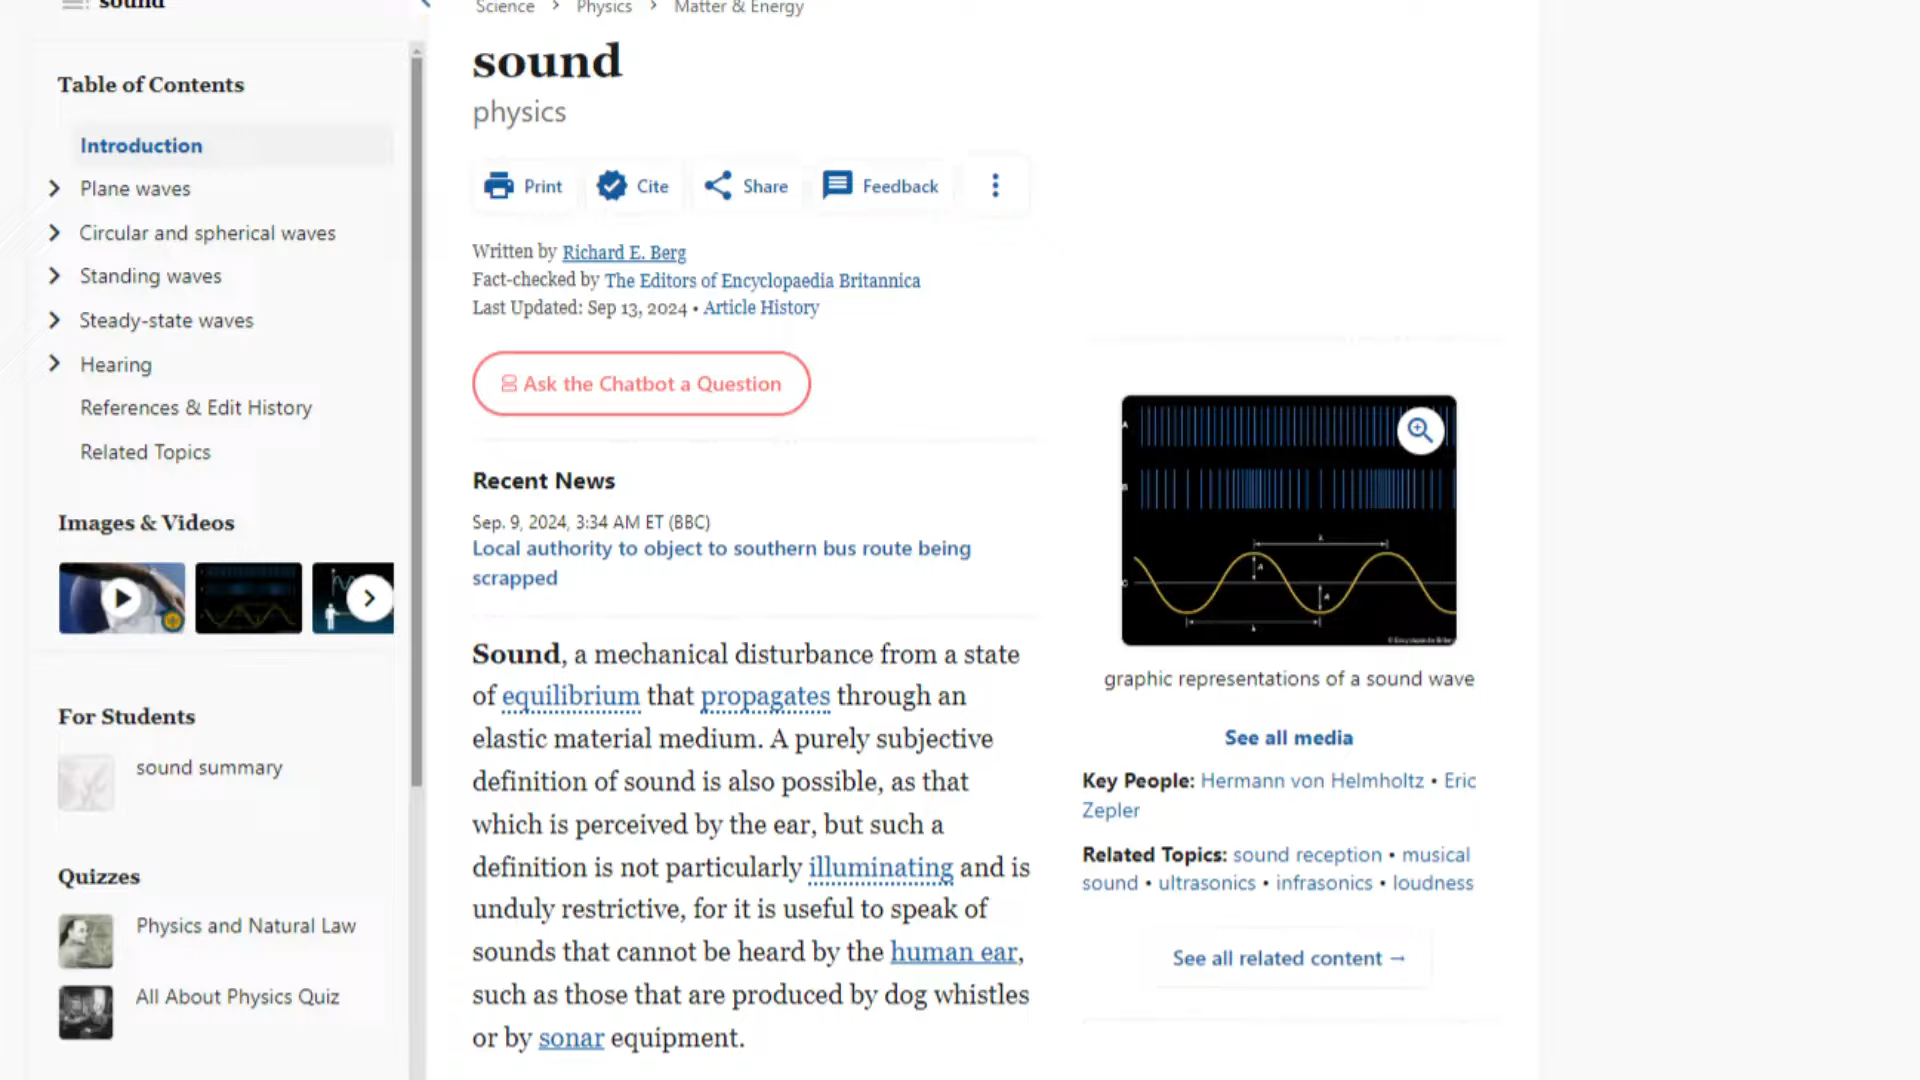 sound
Table of Contents
Introduction
Plane waves
Circular and spherical waves
Standing waves
Steady-state waves
Hearing
References & Edit History
Related Topics
Images & Videos
For Students
sound summary
Quizzes
Physics and Natural Law
All About Physics Quiz
Science > Physics > Matter & Energy
sound
physics
Print Cite Share Feedback
Written by Richard E. Berg
Fact-checked by The Editors of Encyclopaedia Britannica
Last Updated: Sep 13, 2024 • Article History
Ask the Chatbot a Question
Recent News
Sep. 9, 2024, 3:34 AM ET (BBC)
Local authority to object to southern bus route being
scrapped
Sound, a mechanical disturbance from a state
of equilibrium that propagates through an
elastic material medium. A purely subjective
definition of sound is also possible, as that
which is perceived by the ear, but such a
definition is not particularly illuminating and is
unduly restrictive, for it is useful to speak of
sounds that cannot be heard by the human ear,
such as those that are produced by dog whistles
or by sonar equipment.
A
B
C
A
A
graphic representations of a sound wave
See all media
Key People: Hermann von Helmholtz • Eric
Zepler
Related Topics: sound reception • musical
sound • ultrasonics • infrasonics • loudness
See all related content →